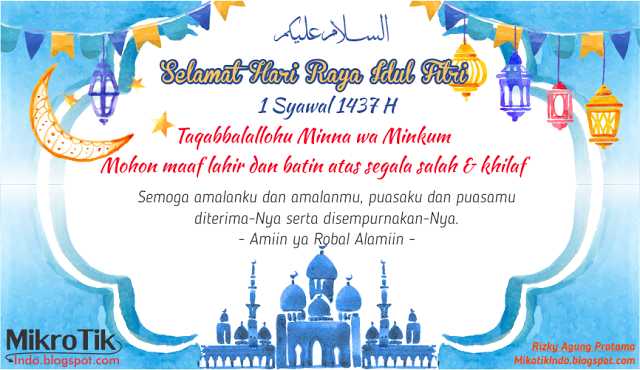 السلام عليكم
Selamat Hari Raya Idul Fitri
1 Syawal 1437 H
Taqabbalallohu Minna wa Minkum
Mohon maaf lahir dan batin atas segala salah & khilaf
Semoga amalanku dan amalanmu, puasaku dan puasamu
diterima-Nya serta disempurnakan-Nya.
- Amiin ya Robal Alamiin -
MikroTik
Indo.blogspot.com
Rizky Agung Pratama
MikotikIndo.blogspot.com